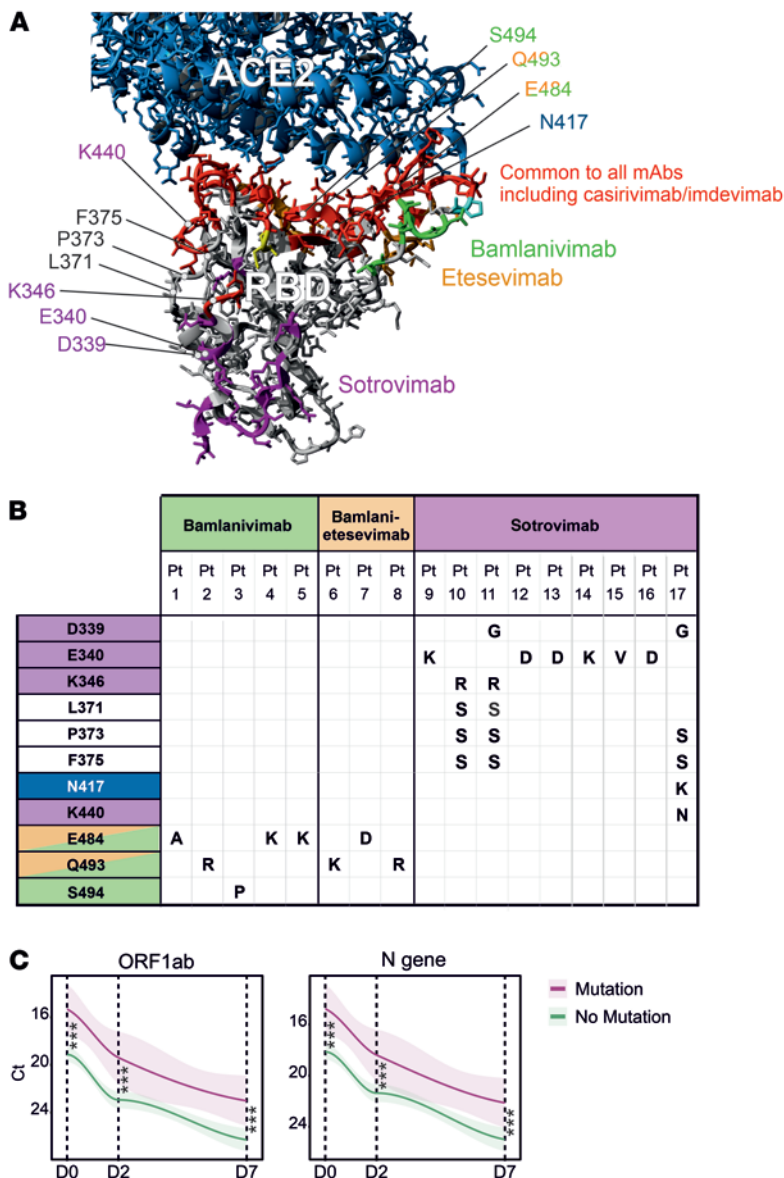 A
ACE2
S494
Q493
E484
N417
K440
Common to all mAbs
including casirivimab/imdevimab
F375
P373
L371
Bamlanivimab
Etesevimab
RBD
K346
E340
D339
Sotrovimab
B
Bamlanivimab
Bamlani-
etesevimab
Sotrovimab
Pt Pt Pt Pt Pt Pt Pt Pt Pt Pt Pt Pt Pt Pt Pt Pt Pt
1 2 3 4 5 6 7 8 9 10 11 12 13 14 15 16 17
D339 G G
E340 K D D K V D
K346 R R
L371 S S
P373 S S S
F375 S S S
N417 K
K440 N
E484 A K K D
Q493 R K R
S494 P
C
ORF1ab
N gene
Mutation
No Mutation
Ct
16
20
24
***
***
***
D0 D2 D7
16
20
24
***
***
***
D0 D2 D7